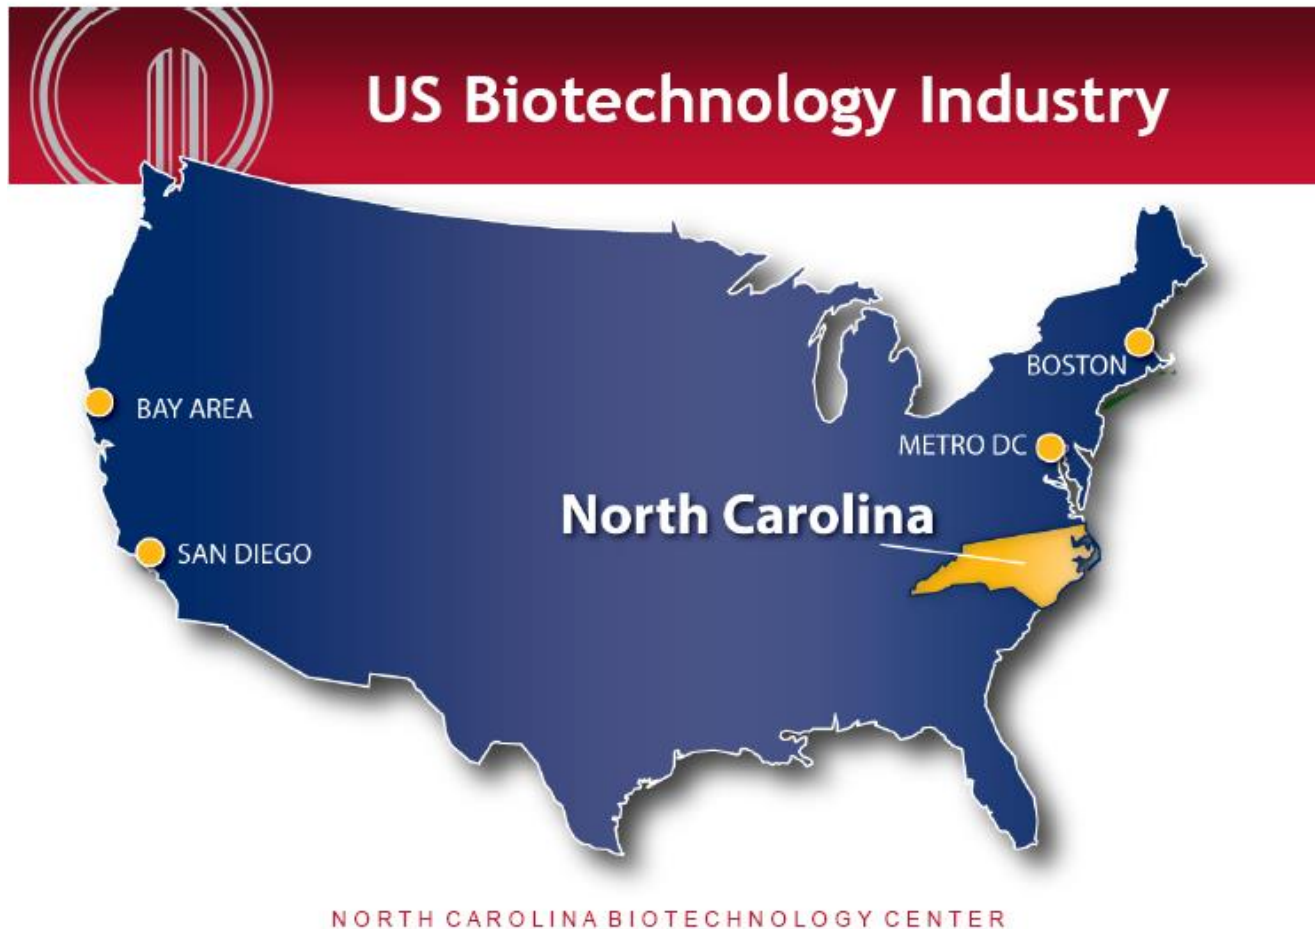 US Biotechnology Industry
BOSTON
BAY AREA
METRO DC
North Carolina
SAN DIEGO
NORTH CAROLINA BIOTECHNOLOGY CENTER